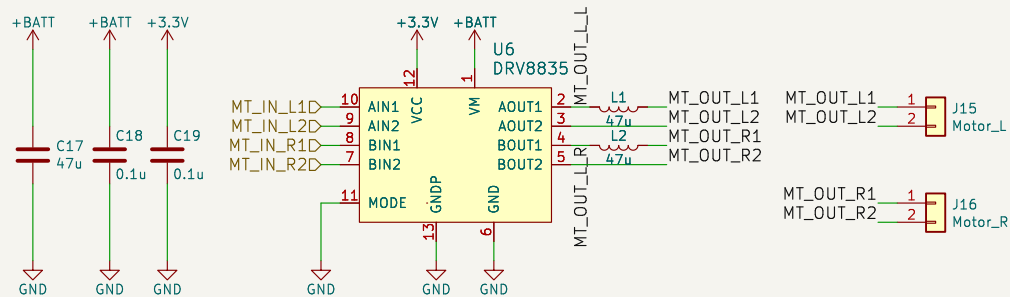 +BATT
+BATT
+3.3V
C17
47u
C18
0.1u
C19
0.1u
GND
GND
GND
+3.3V
+BATT
U6
DRV8835
12
1
VCC
VM
MT_IN_L1
10
AIN1
MT_IN_L2
9
AIN2
MT_IN_R1
8
BIN1
MT_IN_R2
7
BIN2
11
MODE
GNDP
GND
13
6
AOUT1
2
AOUT2
3
BOUT1
4
BOUT2
5
MT_OUT_L_L
MT_OUT_L_R
L1
47u
L2
47u
MT_OUT_L1
MT_OUT_L2
MT_OUT_R1
MT_OUT_R2
GND
GND
GND
MT_OUT_L1
1
MT_OUT_L2
2
J15
Motor_L
MT_OUT_R1
1
MT_OUT_R2
2
J16
Motor_R